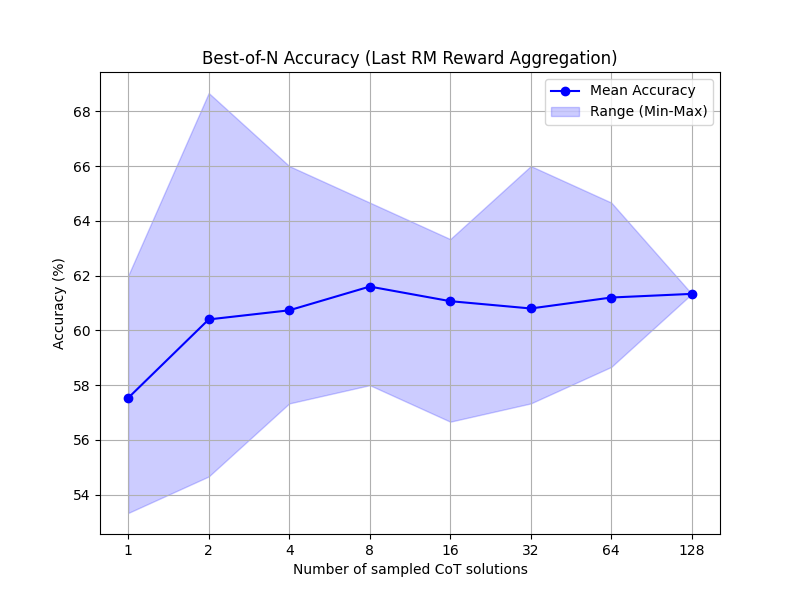 Best-of-N Accuracy (Last RM Reward Aggregation)
Mean Accuracy
Range (Min-Max)
Accuracy (%)
68
66
64
62
60
58
56
54
1 2 4 8 16 32 64 128
Number of sampled CoT solutions